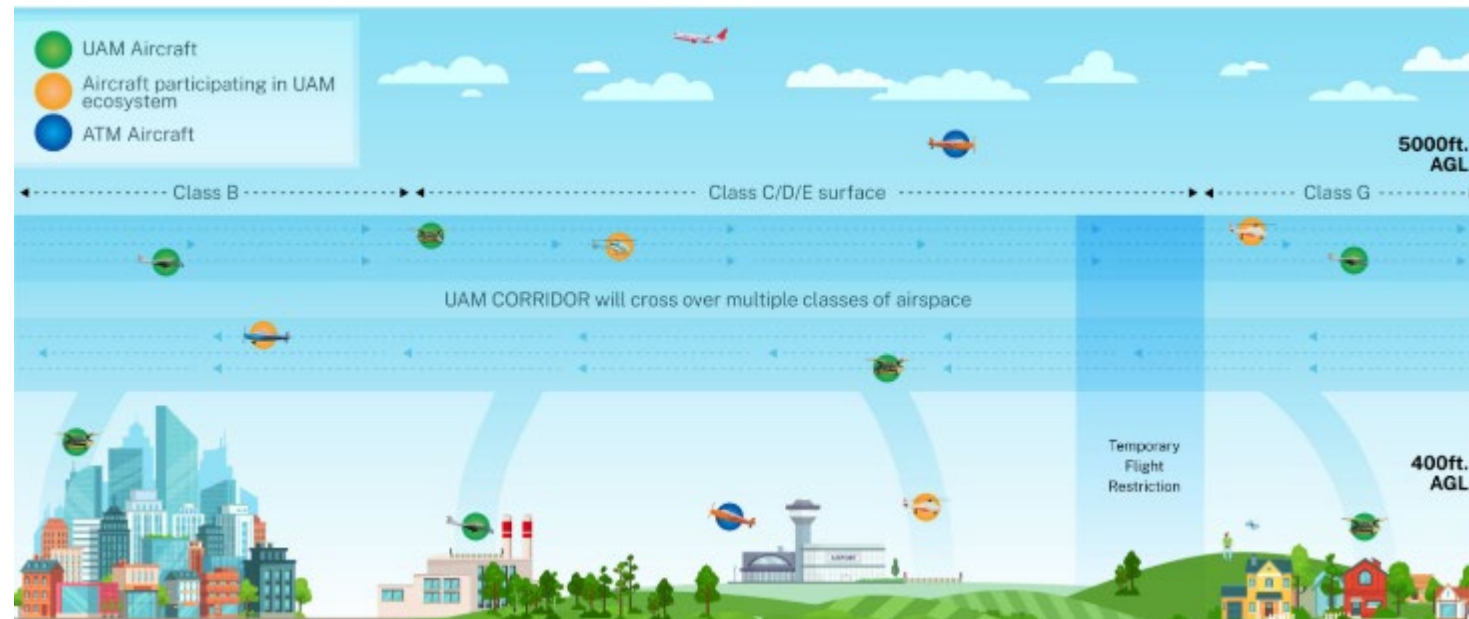 UAM Aircraft
Aircraft participating in UAM
ecosystem
ATM Aircraft
5000ft.
AGL
Class B
Class C/D/E surface
Class G
UAM CORRIDOR will cross over multiple classes of airspace
Temporary
Flight
Restriction
400ft.
AGL
AIRPORT